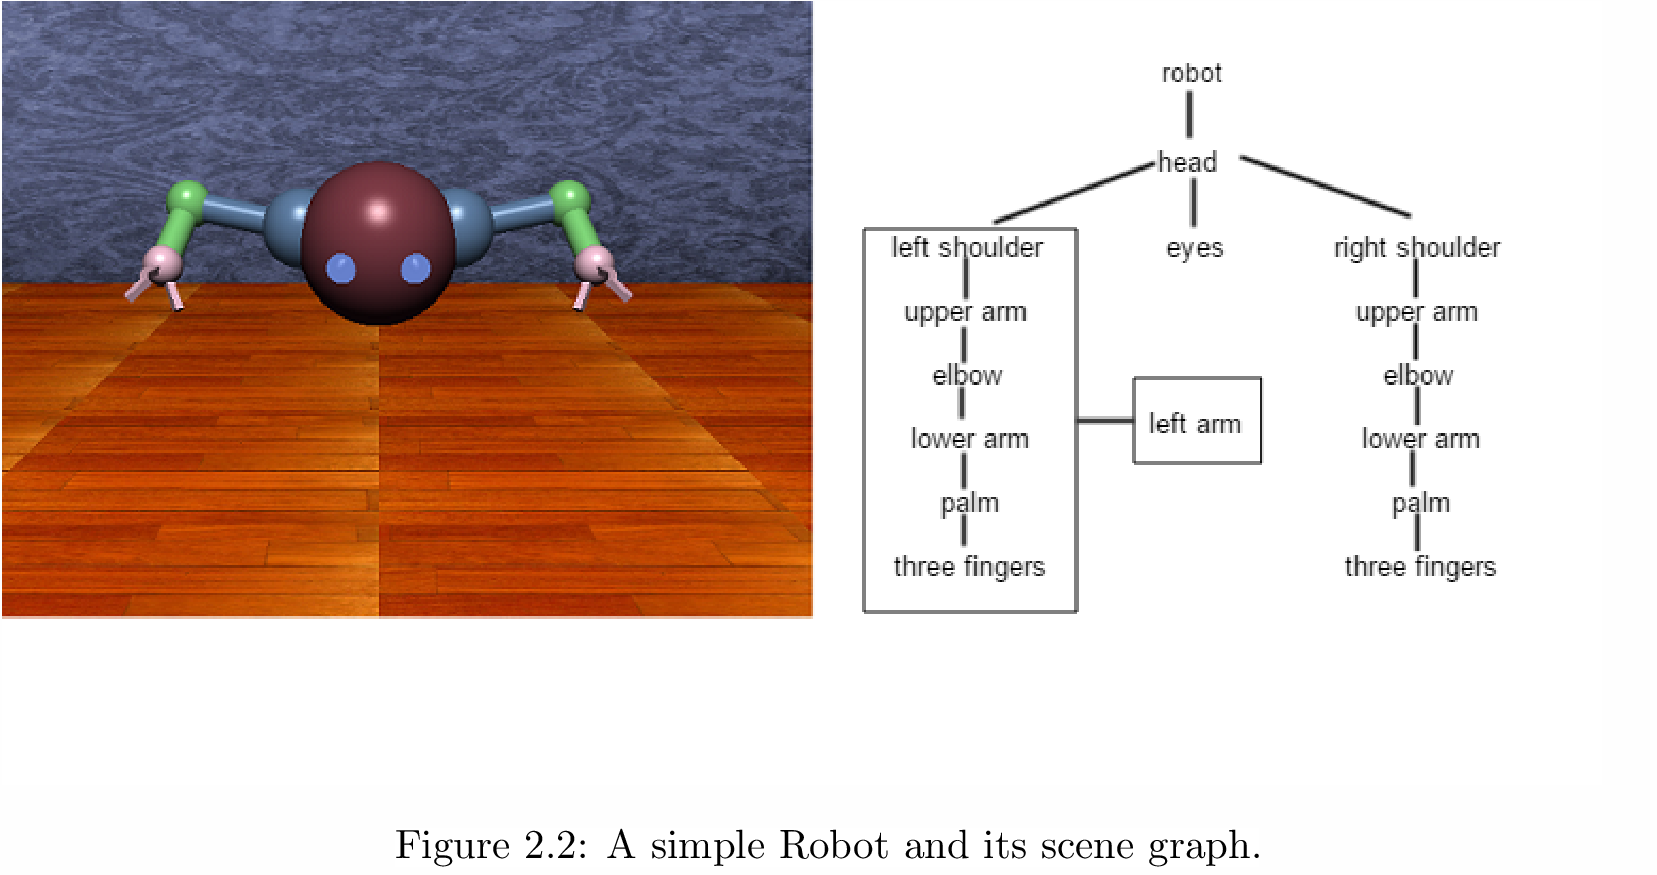 robot
head
left shoulder
eyes
right shoulder
upper arm
upper arm
elbow
elbow
left arm
lower arm
lower arm
palm
palm
three fingers
three fingers
Figure 2.2: A simple Robot and its scene graph.